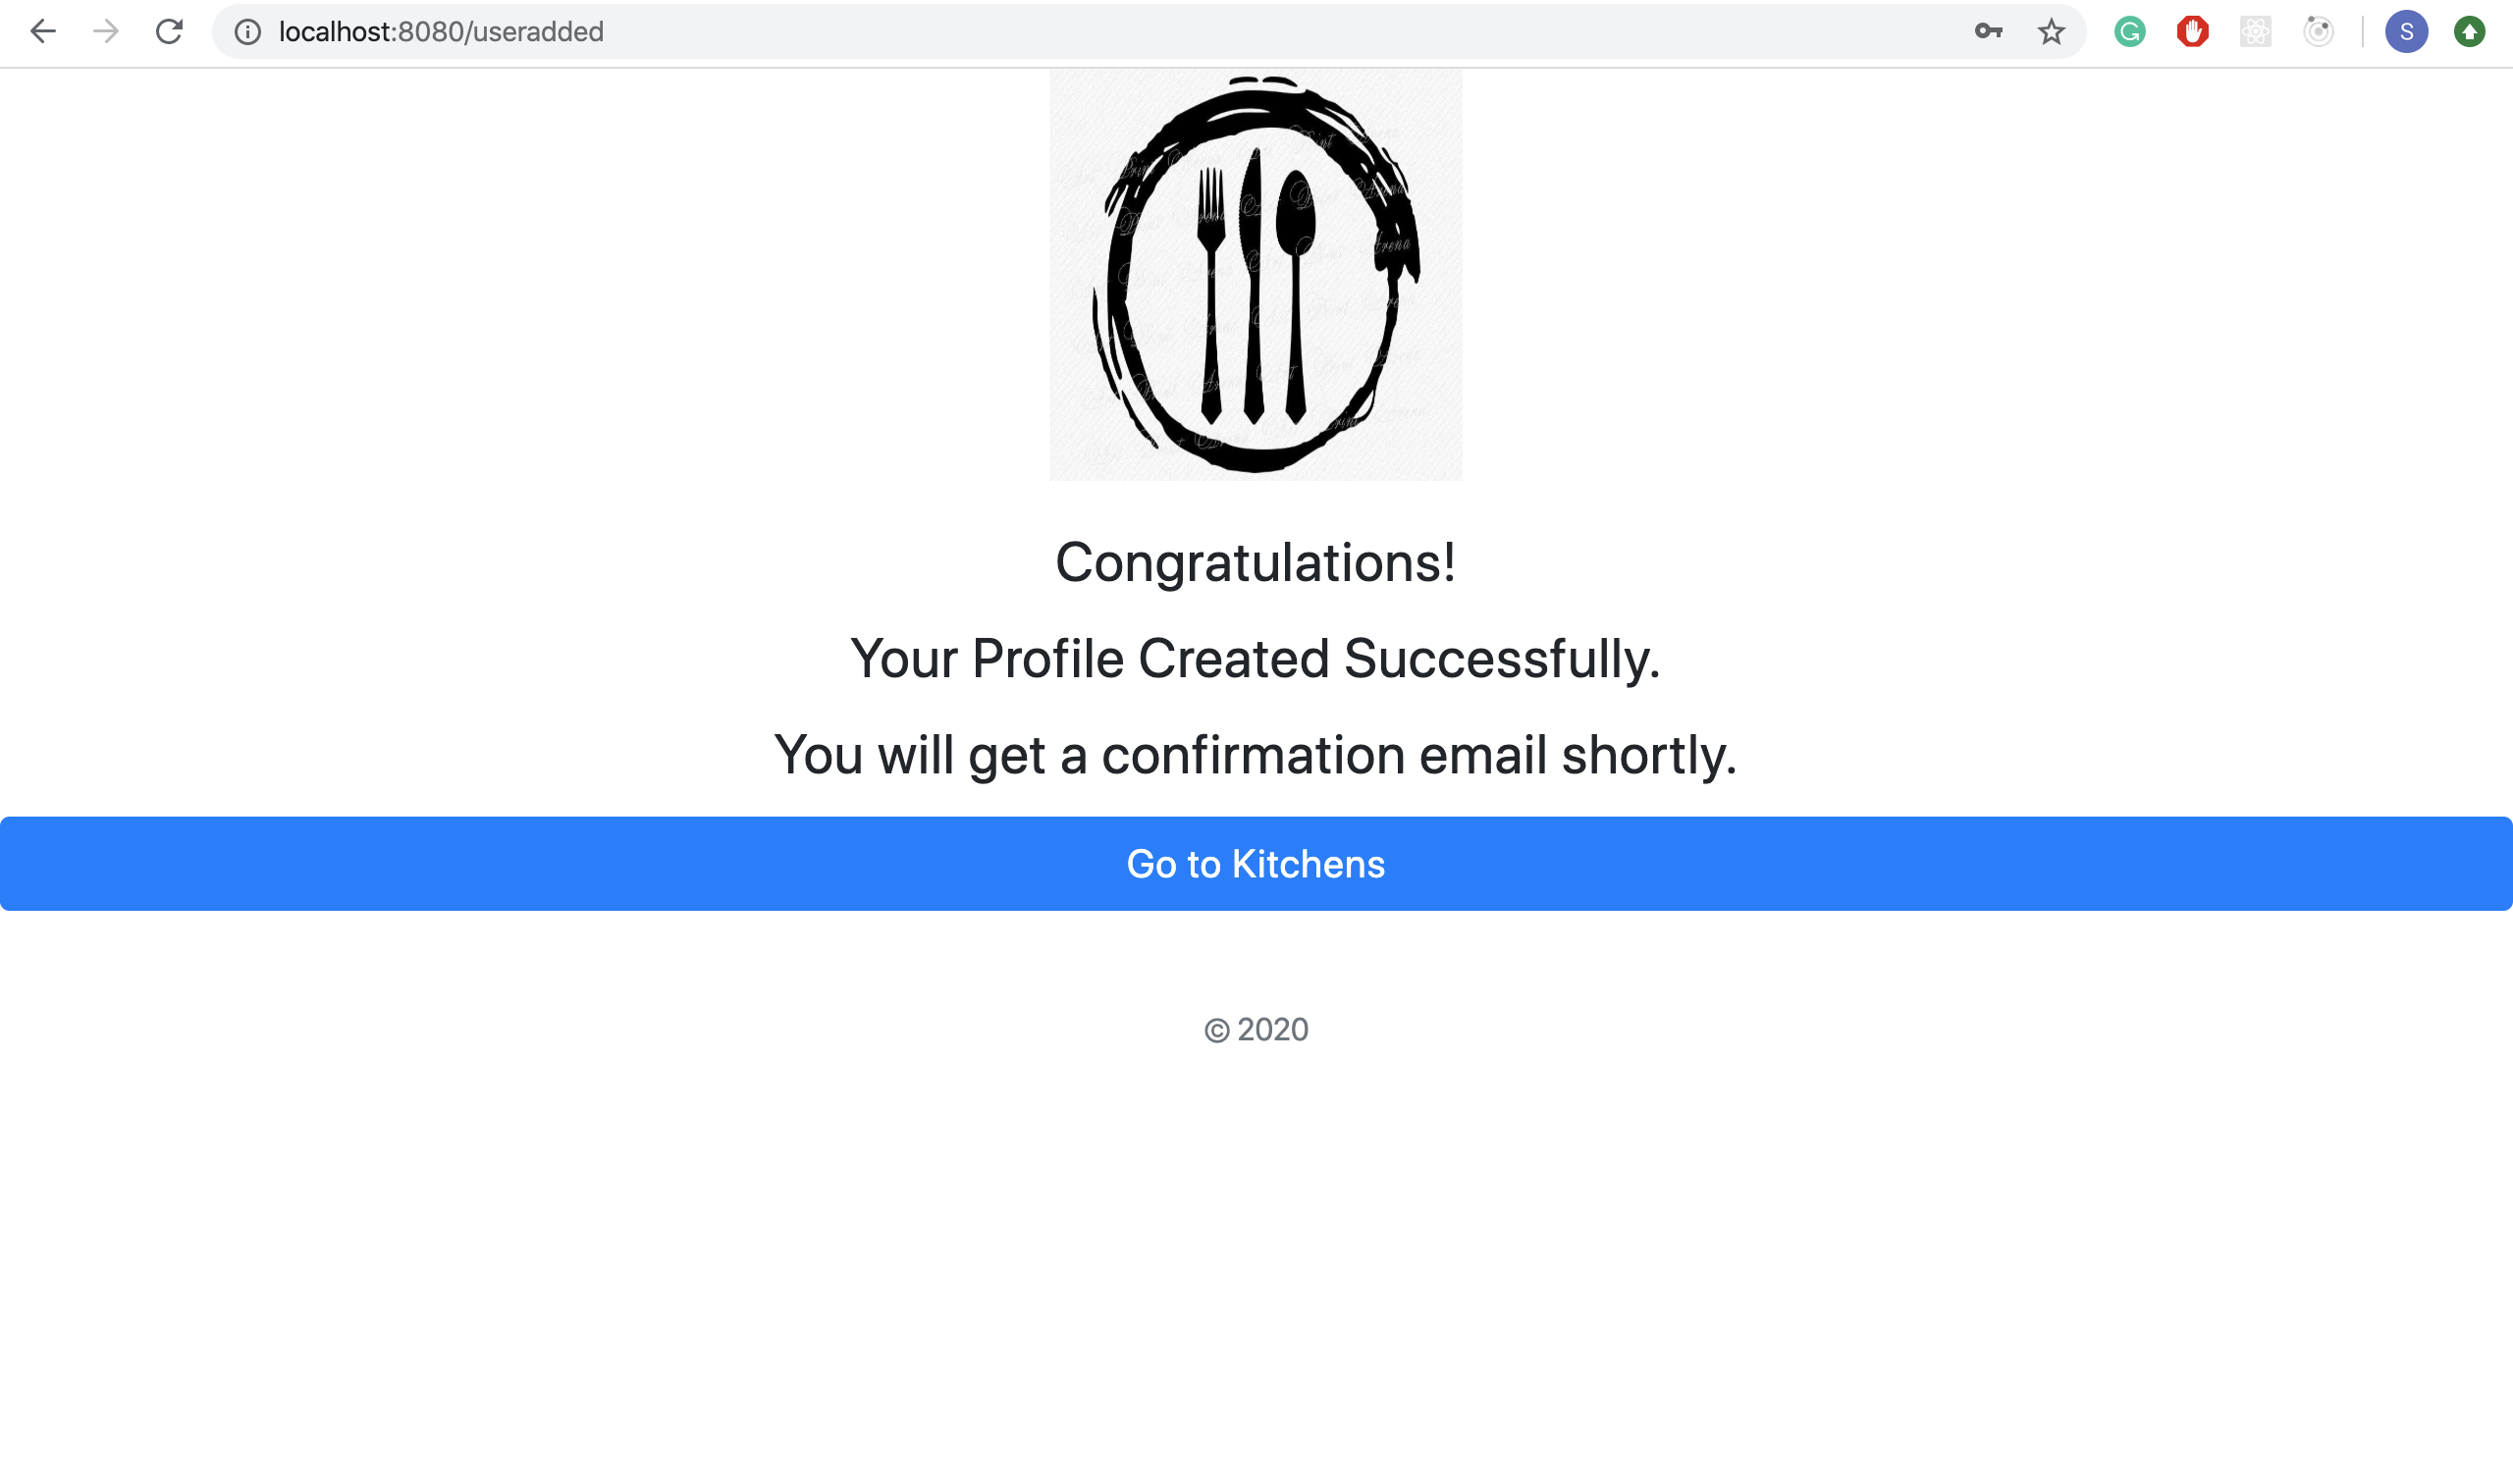 localhost:8080/useradded
S
Congratulations!
Your Profile Created Successfully.
You will get a confirmation email shortly.
Go to Kitchens
© 2020